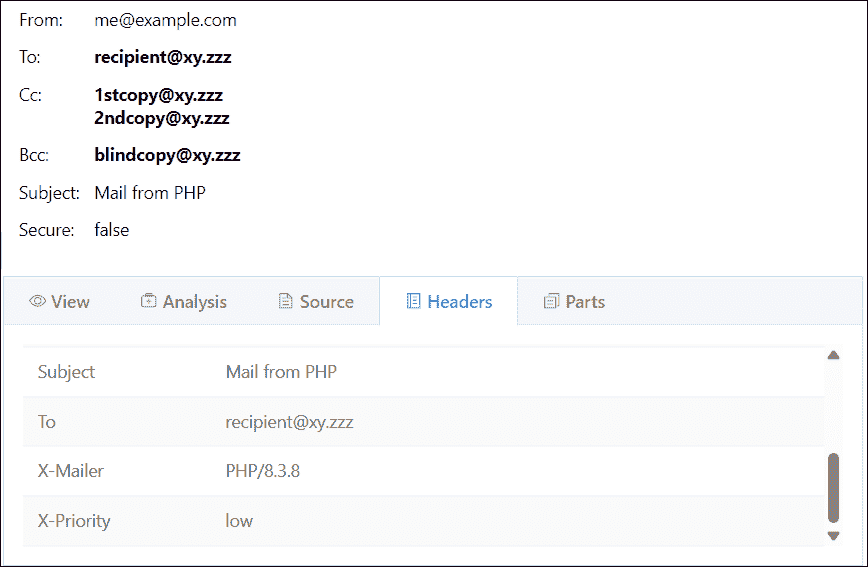 From: me@example.com
To: recipient@xy.zzz
Cc: 1stcopy@xy.zzz
2ndcopy@xy.zzz
Bcc: blindcopy@xy.zzz
Subject: Mail from PHP
Secure: false
View Analysis Source Headers Parts
Subject Mail from PHP
To recipient@xy.zzz
X-Mailer PHP/8.3.8
X-Priority low